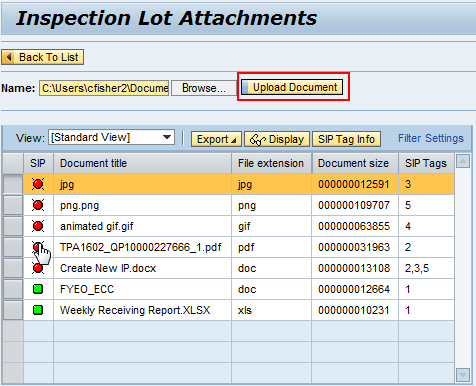 Inspection Lot Attachments
Back To List
Name: C:\Users\cfisher2\Docume Browse... Upload Document
View: [Standard View] Export Display SIP Tag Info Filter Settings
SIP Document title File extension Document size SIP Tags
jpg jpg 000000012591 3
png.png png 000000109707 5
animated gif.gif gif 000000063855 4
TPA1602_QP10000227666_1.pdf pdf 000000031963 2
Create New IP.docx doc 000000013108 2,3,5
FYEO_ECC doc 000000012664 1
Weekly Receiving Report.XLSX xls 000000010231 1